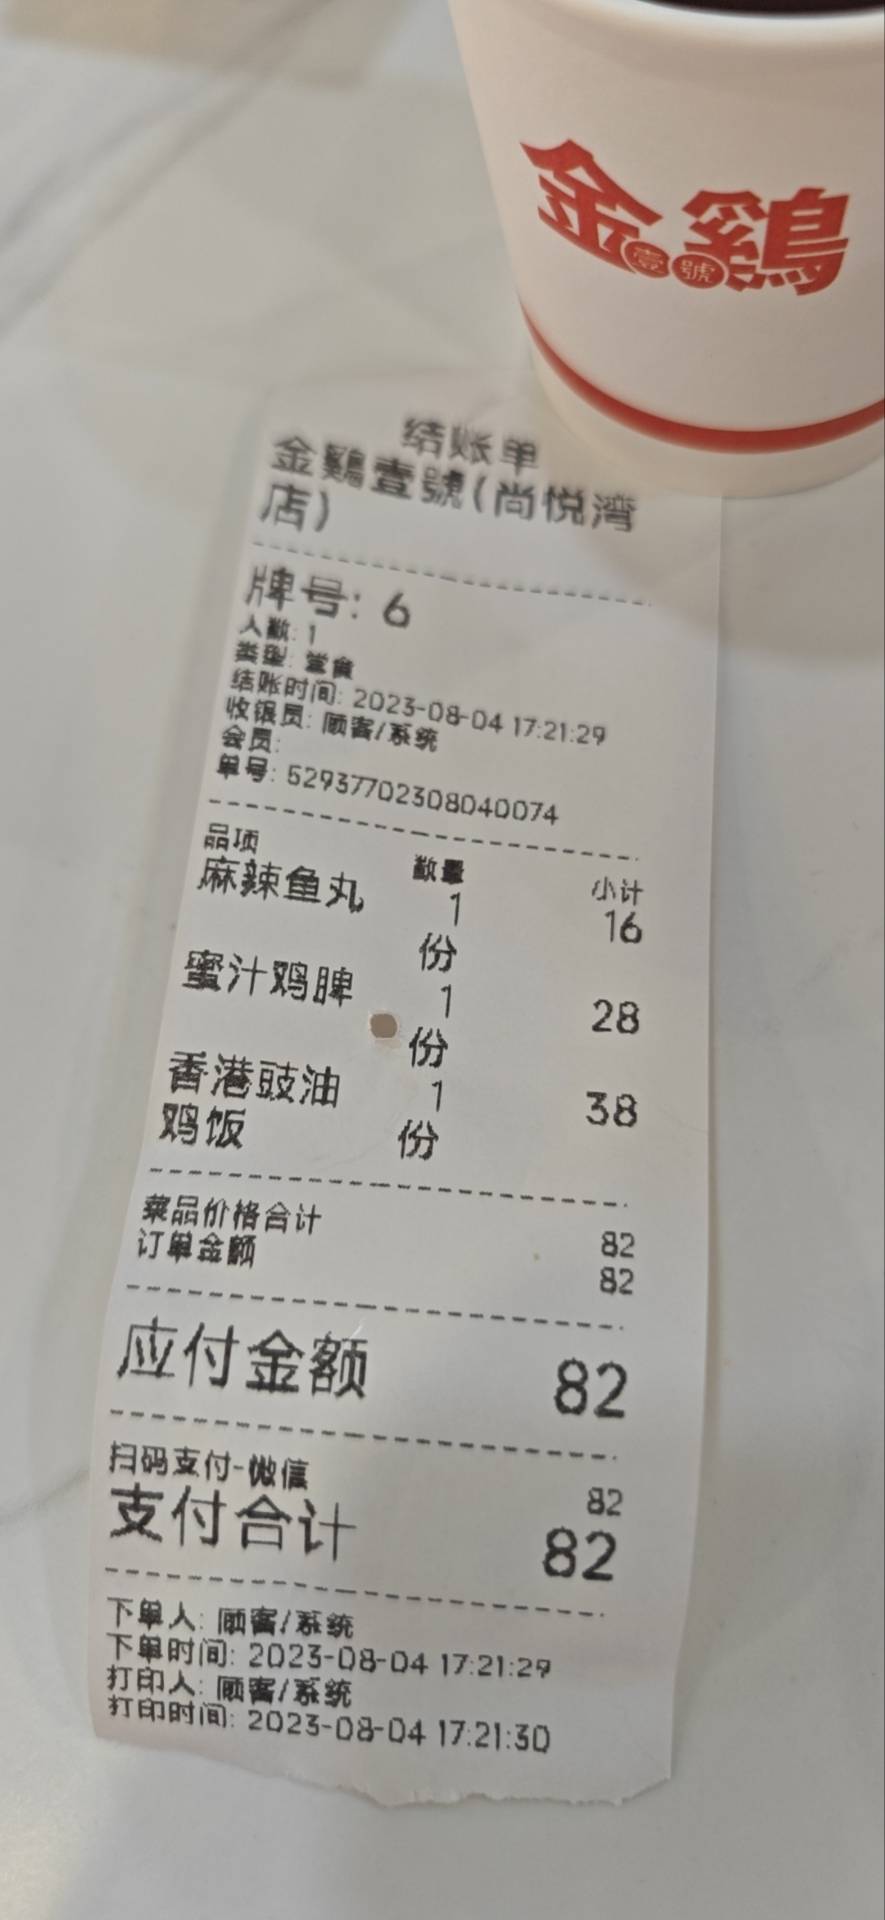 金鷄
壹號
结账单
金鷄壹號(尚悦湾
店)
牌号: 6
人数: 1
类型: 堂食
结账时间: 2023-08-04 17:21:29
收银员: 顾客/系统
会员:
单号: 52937702308040074
品项 数量 小计
麻辣鱼丸 1 16
份
蜜汁鸡脾 1 28
份
香港豉油 1 38
鸡饭 份
菜品价格合计 82
订单金额 82
应付金额 82
扫码支付-微信 82
支付合计 82
下单人: 顾客/系统
下单时间: 2023-08-04 17:21:29
打印人: 顾客/系统
打印时间: 2023-08-04 17:21:30